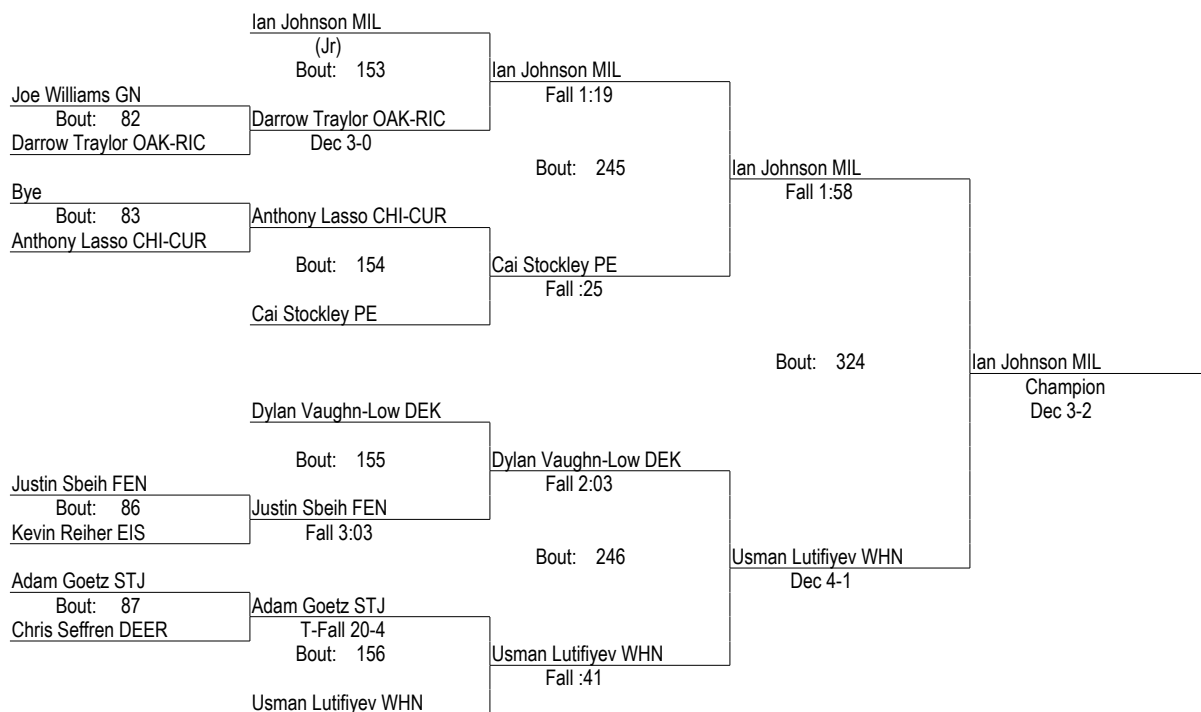 Ian Johnson MIL
(Jr)
Bout: 153
Ian Johnson MIL
Fall 1:19
Joe Williams GN
Bout: 82
Darrow Traylor OAK-RIC
Darrow Traylor OAK-RIC
Dec 3-0
Bout: 245
Ian Johnson MIL
Fall 1:58
Bye
Bout: 83
Anthony Lasso CHI-CUR
Anthony Lasso CHI-CUR
Bout: 154
Cai Stockley PE
Fall :25
Cai Stockley PE
Bout: 324
Ian Johnson MIL
Champion
Dec 3-2
Dylan Vaughn-Low DEK
Bout: 155
Dylan Vaughn-Low DEK
Fall 2:03
Justin Sbeih FEN
Bout: 86
Kevin Reiher EIS
Justin Sbeih FEN
Fall 3:03
Bout: 246
Usman Lutifiyev WHN
Dec 4-1
Adam Goetz STJ
Bout: 87
Chris Seffren DEER
Adam Goetz STJ
T-Fall 20-4
Bout: 156
Usman Lutifiyev WHN
Fall :41
Usman Lutifiyev WHN